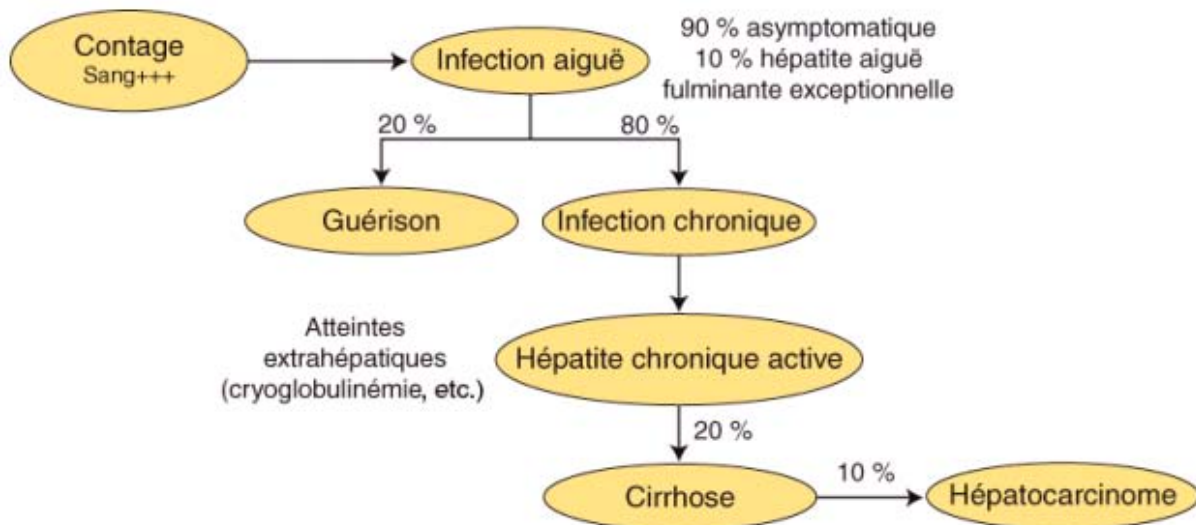 Contage
Sang+++
Infection aiguë
90 % asymptomatique
10 % hépatite aiguë
fulminante exceptionnelle
20 %
80 %
Guérison
Infection chronique
Atteintes
extrahépatiques
(cryoglobulinémie, etc.)
Hépatite chronique active
20 %
Cirrhose
10 %
Hépatocarcinome